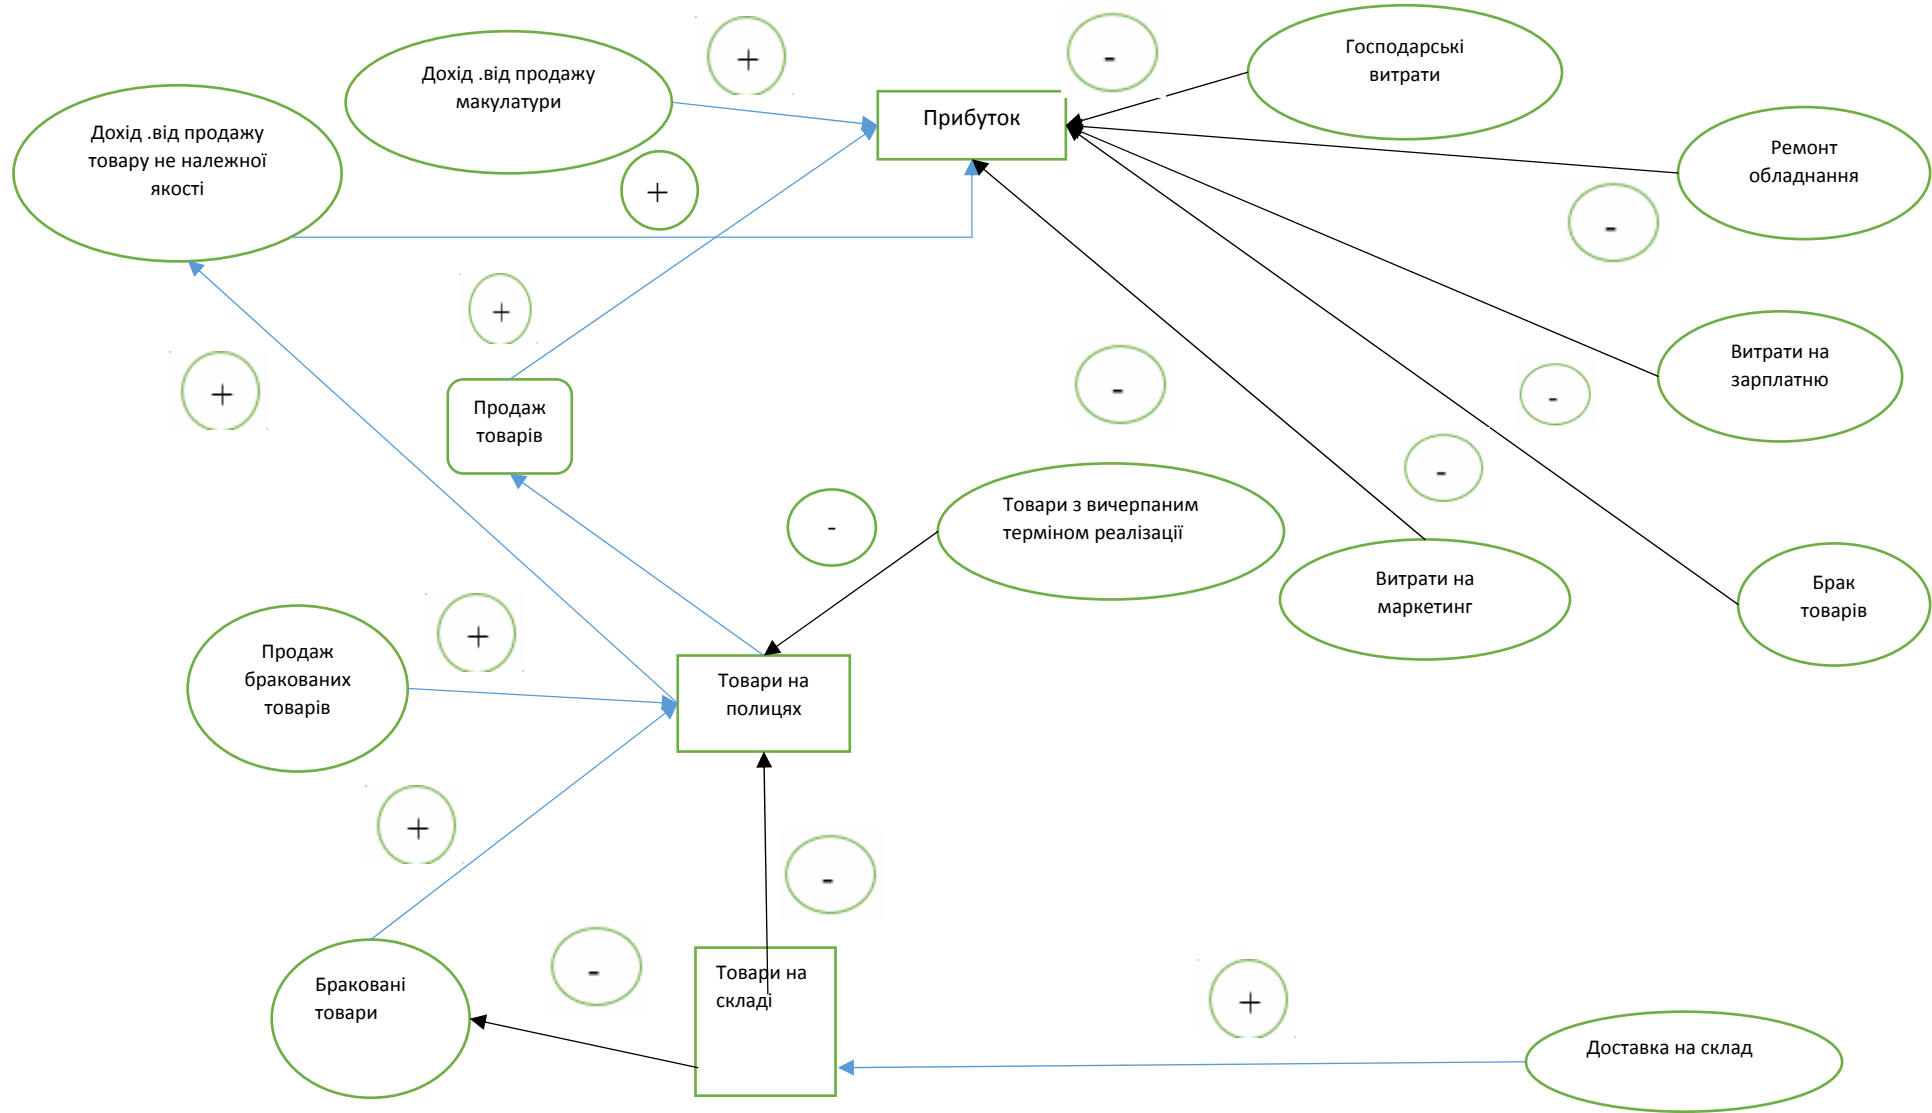 +
-
Господарські
витрати
Дохід .від продажу
макулатури
Прибуток
Дохід .від продажу
товару не належної
якості
+
Ремонт
обладнання
-
+
+
-
Витрати на
зарплатню
-
Продаж
товарів
-
-
Товари з вичерпаним
терміном реалізації
Витрати на
маркетинг
Брак
товарів
+
Продаж
бракованих
товарів
Товари на
полицях
+
-
-
Браковані
товари
Товари на
складі
+
Доставка на склад